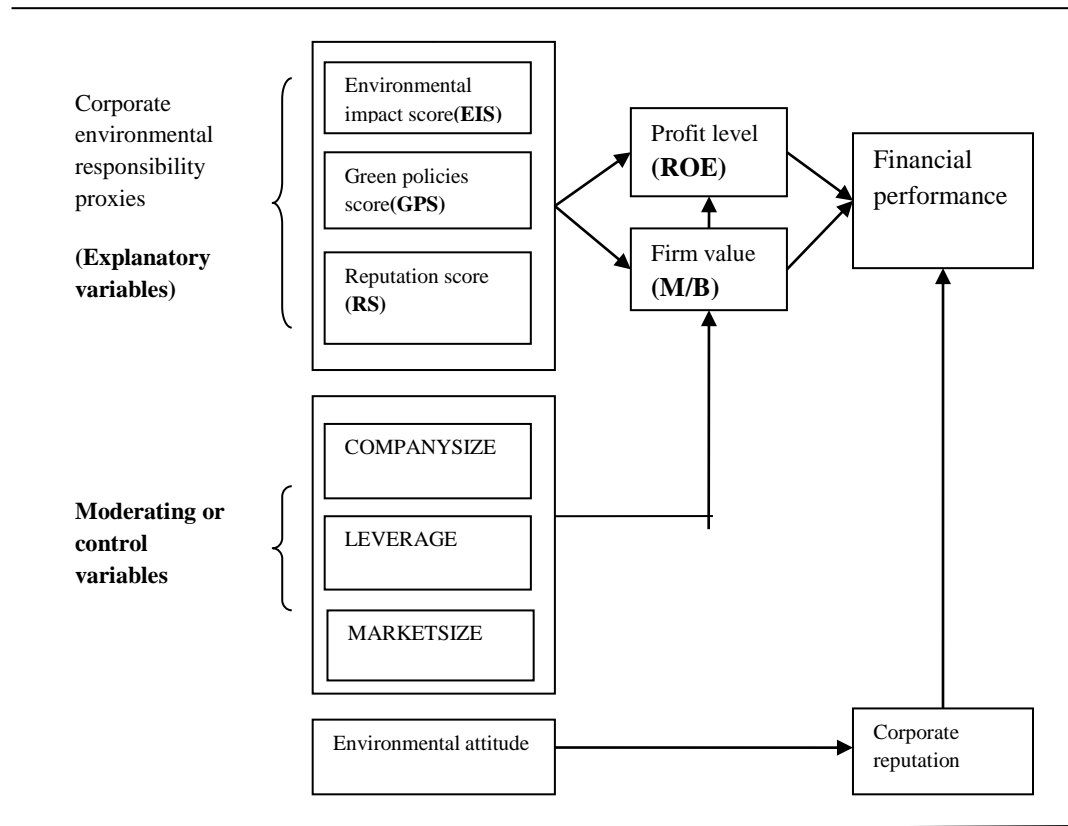 Corporate
environmental
responsibility
proxies
(Explanatory
variables)
Environmental
impact score(EIS)
Green policies
score(GPS)
Reputation score
(RS)
Profit level
(ROE)
Firm value
(M/B)
Financial
performance
Moderating or
control
variables
COMPANYSIZE
LEVERAGE
MARKETSIZE
Environmental attitude
Corporate
reputation